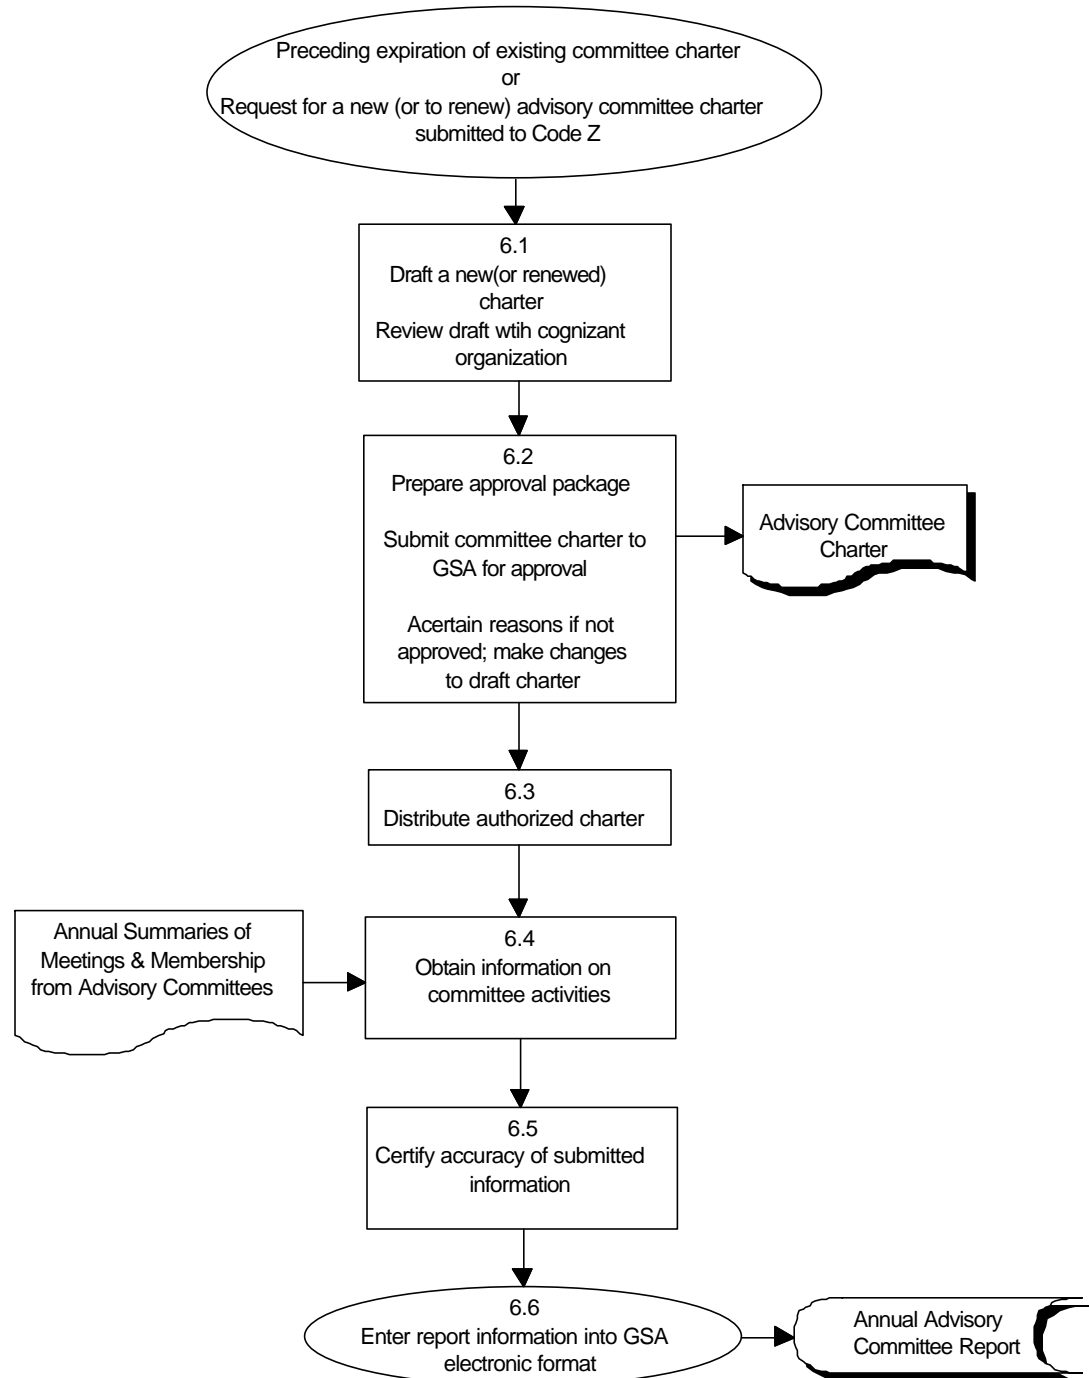 Preceding expiration of existing committee charter
or
Request for a new (or to renew) advisory committee charter
submitted to Code Z
6.1
Draft a new(or renewed)
charter
Review draft wtih cognizant
organization
6.2
Prepare approval package
Submit committee charter to
GSA for approval
Acertain reasons if not
approved; make changes
to draft charter
Advisory Committee
Charter
6.3
Distribute authorized charter
Annual Summaries of
Meetings & Membership
from Advisory Committees
6.4
Obtain information on
committee activities
6.5
Certify accuracy of submitted
information
6.6
Enter report information into GSA
electronic format
Annual Advisory
Committee Report